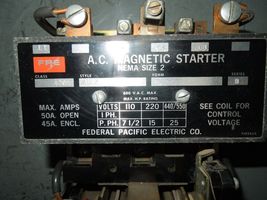 FPE
A.C. MAGNETIC STARTER
NEMA SIZE 2
CLASS STYLE FORM SERIES
B
600 V.A.C. MAX.
MAX. H.P. RATING
MAX. AMPS VOLTS 110 220 440/550 SEE COIL FOR
50A. OPEN 1 PH. CONTROL
45A. ENCL. P. PH. 7 1/2 15 25 VOLTAGE
FEDERAL PACIFIC ELECTRIC CO.